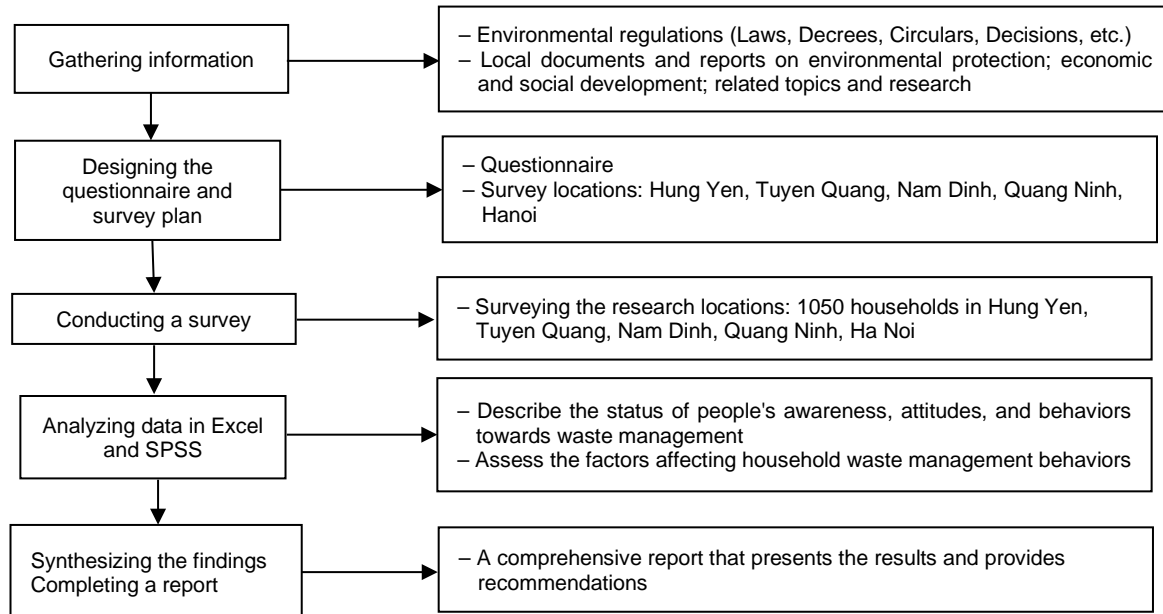 Gathering information
– Environmental regulations (Laws, Decrees, Circulars, Decisions, etc.)
– Local documents and reports on environmental protection; economic
and social development; related topics and research
Designing the
questionnaire and
survey plan
– Questionnaire
– Survey locations: Hung Yen, Tuyen Quang, Nam Dinh, Quang Ninh,
Hanoi
Conducting a survey
– Surveying the research locations: 1050 households in Hung Yen,
Tuyen Quang, Nam Dinh, Quang Ninh, Ha Noi
Analyzing data in Excel
and SPSS
– Describe the status of people's awareness, attitudes, and behaviors
towards waste management
– Assess the factors affecting household waste management behaviors
Synthesizing the findings
Completing a report
– A comprehensive report that presents the results and provides
recommendations